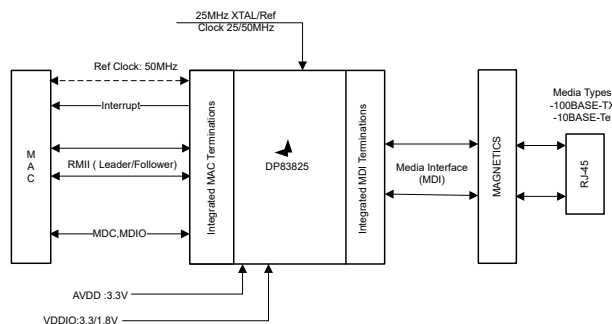 25MHz XTAL/Ref
Clock 25/50MHz
Ref Clock: 50MHz
Interrupt
MAC
RMII ( Leader/Follower)
MDC,MDIO
Integrated MAC Terminations
DP83825
Integrated MDI Terminations
Media Interface
(MDI)
MAGNETICS
Media Types
-100BASE-TX
-10BASE-Te
RJ-45
AVDD :3.3V
VDDIO:3.3/1.8V